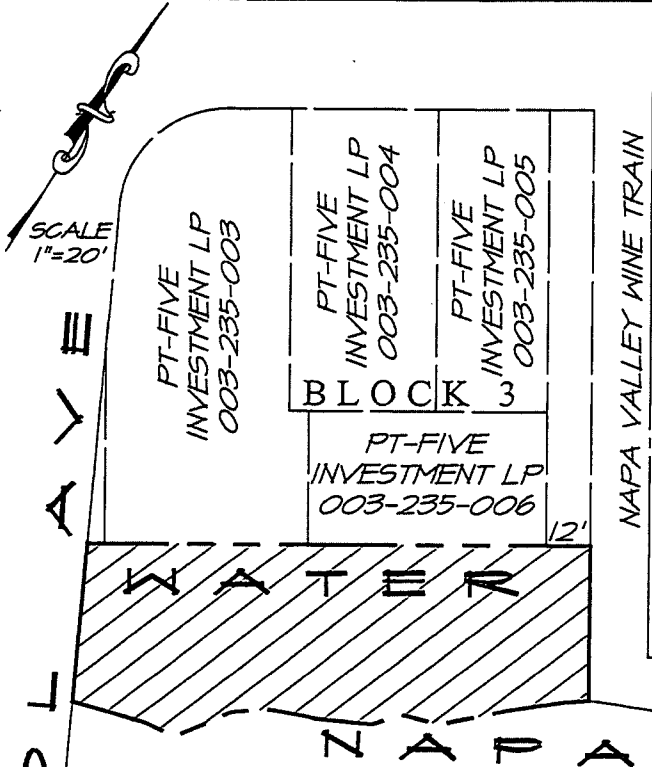 SCALE
1"=20'
PT-FIVE
INVESTMENT LP
003-235-003
PT-FIVE
INVESTMENT LP
003-235-004
PT-FIVE
INVESTMENT LP
003-235-005
NAPA VALLEY WINE TRAIN
BLOCK 3
PT-FIVE
INVESTMENT LP
003-235-006
12'
AVE
WATER
NAPA